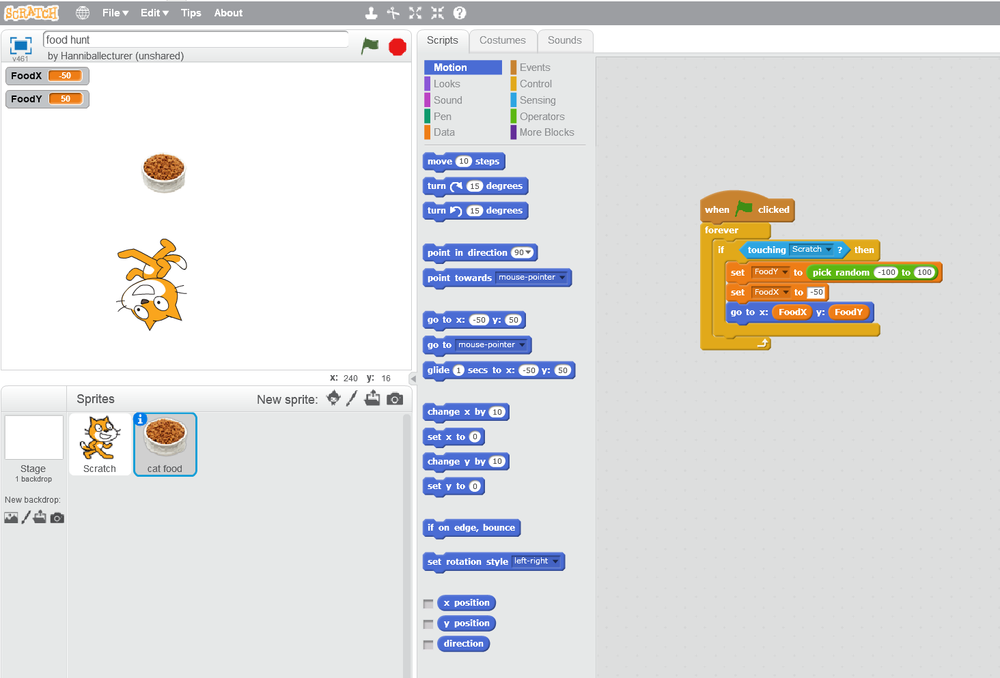 SCRATCH File Edit Tips About
food hunt
v461 by Hanniballecturer (unshared)
FoodX -50
FoodY 50
x: 240 y: 16
Sprites New sprite:
Scratch
cat food
Stage
1 backdrop
New backdrop:
Scripts Costumes Sounds
Motion Events
Looks Control
Sound Sensing
Pen Operators
Data More Blocks
move 10 steps
turn 15 degrees
turn 15 degrees
point in direction 90
point towards mouse-pointer
go to x: -50 y: 50
go to mouse-pointer
glide 1 secs to x: -50 y: 50
change x by 10
set x to 0
change y by 10
set y to 0
if on edge, bounce
set rotation style left-right
x position
y position
direction
when clicked
forever
if touching Scratch ? then
set FoodY to pick random -100 to 100
set FoodX to -50
go to x: FoodX y: FoodY